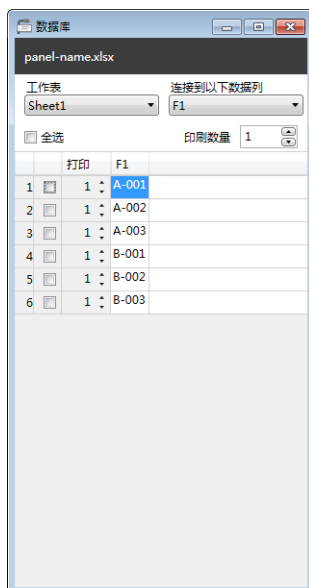 数据库
panel-name.xlsx
工作表 连接到以下数据列
Sheet1 F1
全选 印刷数量 1
打印 F1
1 1 A-001
2 1 A-002
3 1 A-003
4 1 B-001
5 1 B-002
6 1 B-003